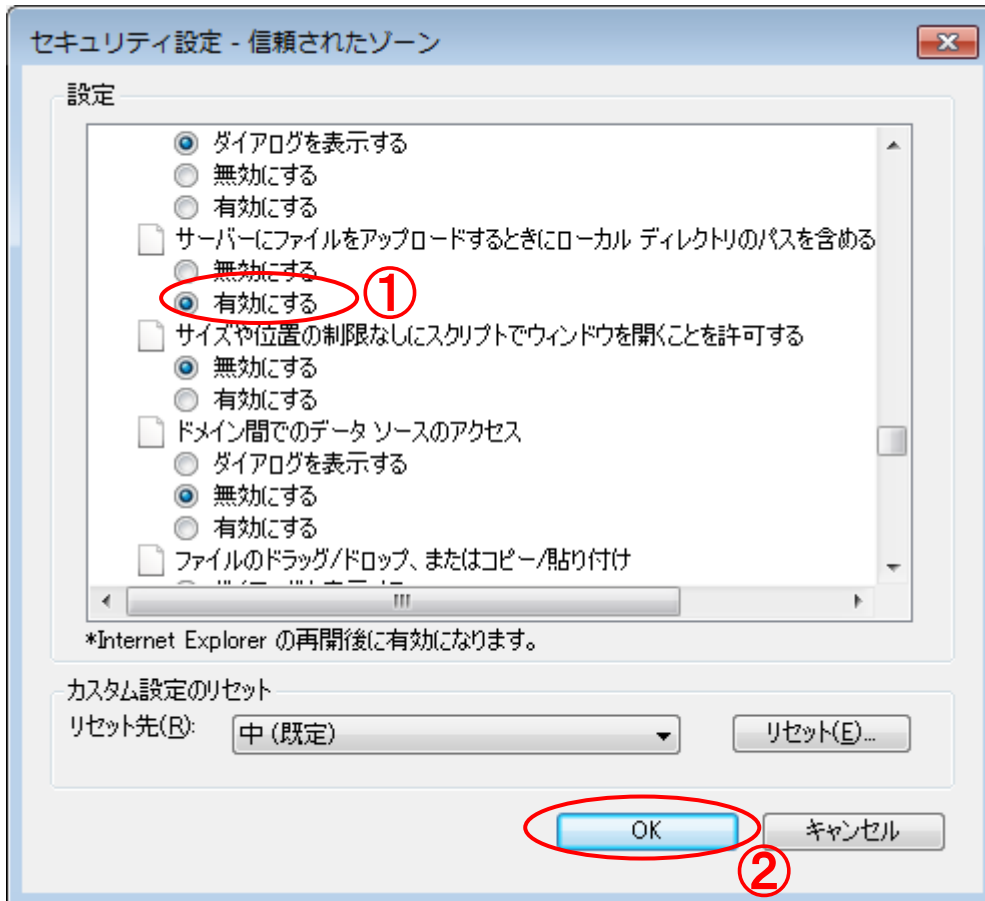 セキュリティ設定 - 信頼されたゾーン
設定
ダイアログを表示する
無効にする
有効にする
サーバーにファイルをアップロードするときにローカル ディレクトリのパスを含める
無効にする
有効にする
①
サイズや位置の制限なしにスクリプトでウィンドウを開くことを許可する
無効にする
有効にする
ドメイン間でのデータ ソースのアクセス
ダイアログを表示する
無効にする
有効にする
ファイルのドラッグ/ドロップ、またはコピー/貼り付け
*Internet Explorer の再開後に有効になります。
カスタム設定のリセット
リセット先(R):
中 (既定)
リセット(E)...
OK
キャンセル
②